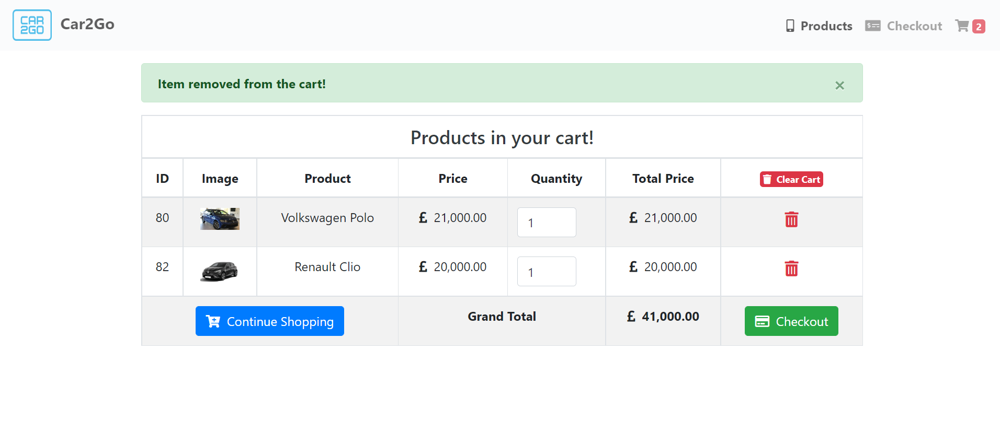 CAR
2GO
Car2Go
Products Checkout 2
Item removed from the cart! ×
Products in your cart!
ID Image Product Price Quantity Total Price Clear Cart
80 Volkswagen Polo £ 21,000.00 1 £ 21,000.00
82 Renault Clio £ 20,000.00 1 £ 20,000.00
Continue Shopping Grand Total £ 41,000.00 Checkout